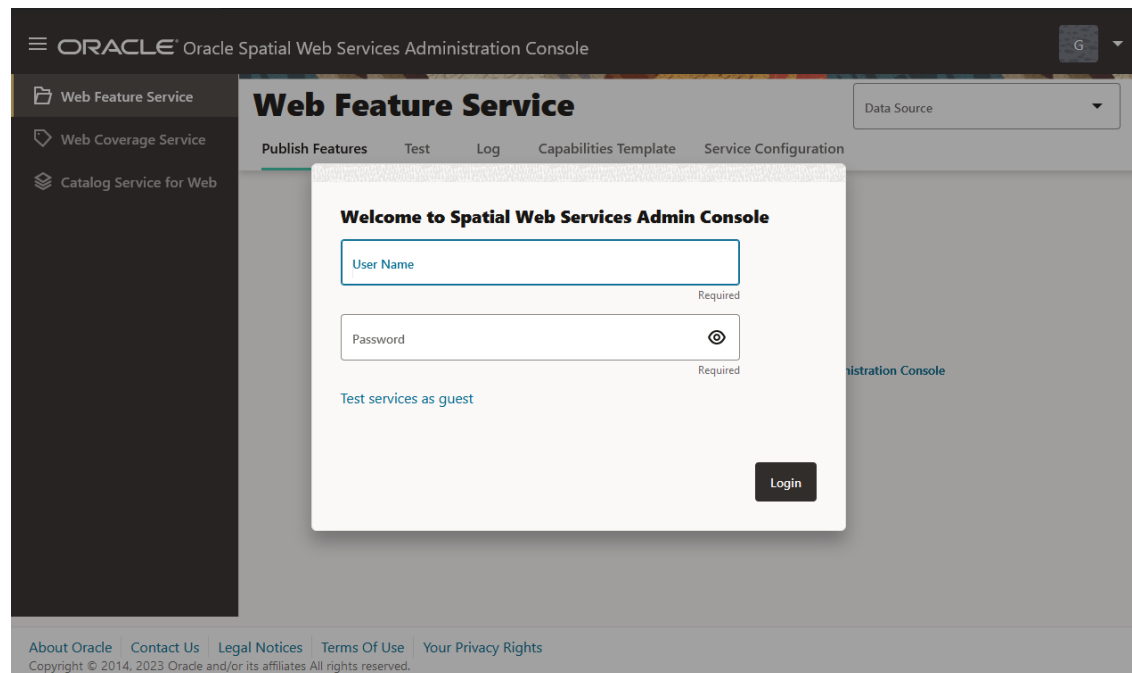 ORACLE Oracle Spatial Web Services Administration Console
G
Web Feature Service
Web Coverage Service
Catalog Service for Web
Web Feature Service
Data Source
Publish Features Test Log Capabilities Template Service Configuration
Welcome to Spatial Web Services Admin Console
User Name
Required
Password
Required
nistration Console
Test services as guest
Login
About Oracle Contact Us Legal Notices Terms Of Use Your Privacy Rights
Copyright © 2014, 2023 Oracle and/or its affiliates All rights reserved.